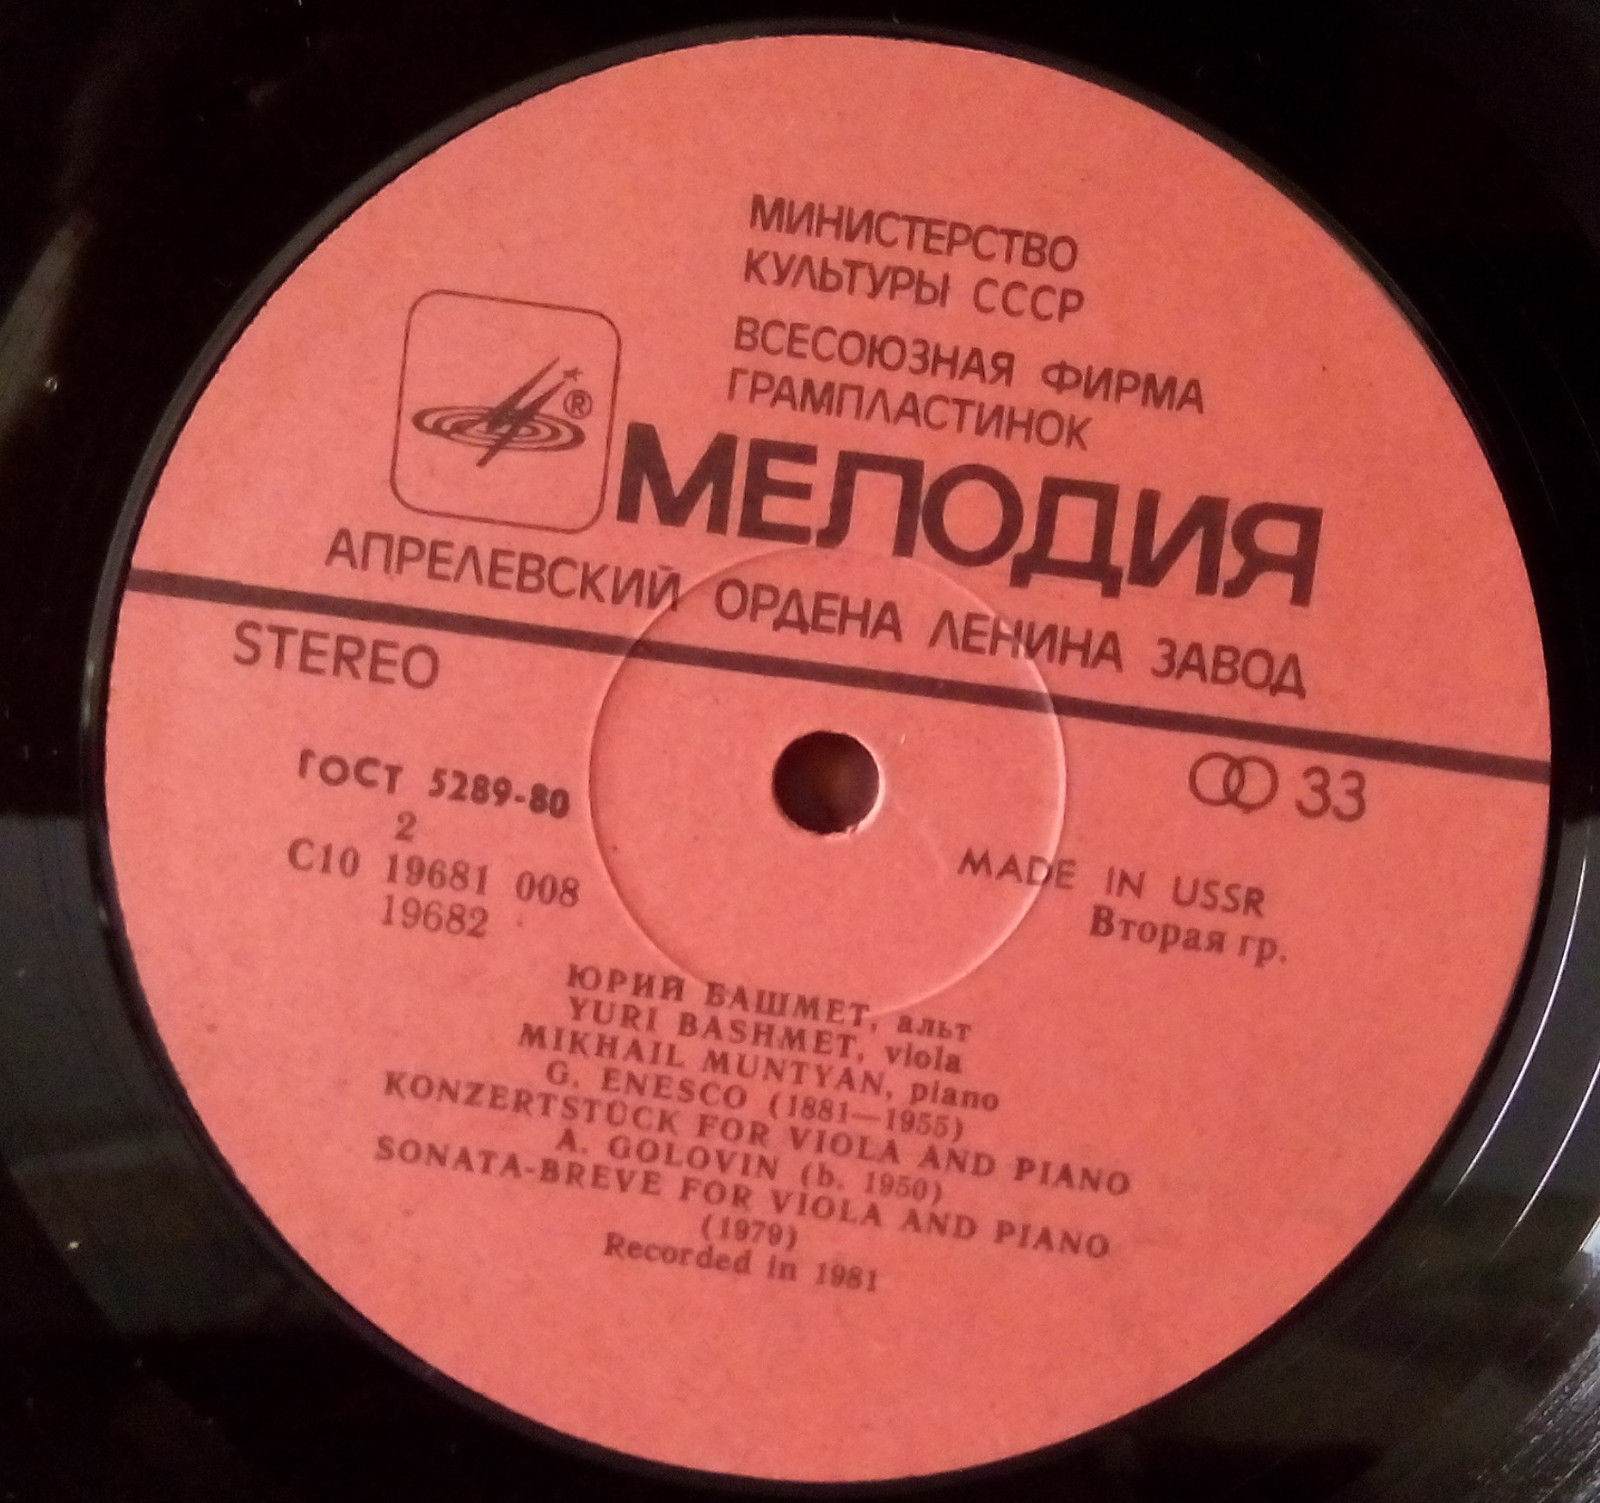 МИНИСТЕРСТВО
КУЛЬТУРЫ СССР
ВСЕСОЮЗНАЯ ФИРМА
ГРАМПЛАСТИНОК
®
МЕЛОДИЯ
АПРЕЛЕВСКИЙ ОРДЕНА ЛЕНИНА ЗАВОД
STEREO
33
ГОСТ 5289-80
2
С10 19681 008
19682
MADE IN USSR
Вторая гр.
ЮРИЙ БАШМЕТ, альт
YURI BASHMET, viola
MIKHAIL MUNTYAN, piano
G. ENESCO (1881—1955)
KONZERTSTÜCK FOR VIOLA AND PIANO
A. GOLOVIN (b. 1950)
SONATA-BREVE FOR VIOLA AND PIANO
(1979)
Recorded in 1981